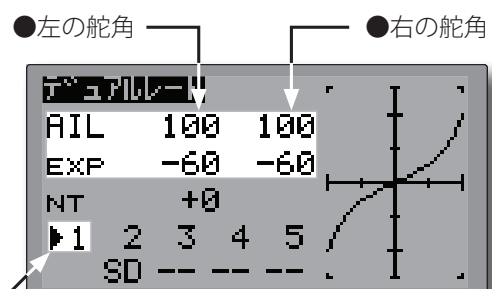 ●左の舵角
●右の舵角
デュアルレート
AIL 100 100
EXP -60 -60
NT +0
▶1 2 3 4 5
SD -- -- -- --